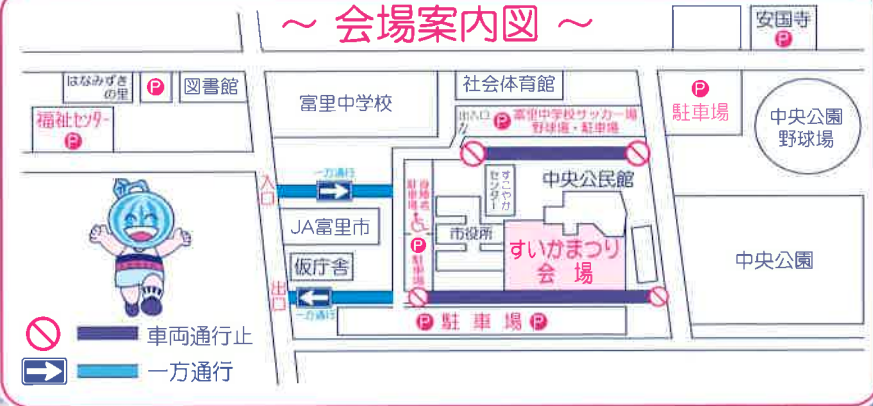 ～ 会場案内図 ～
安国寺
P
はなみずき
の里
P
図書館
福祉センター
P
富里中学校
社会体育館
出入口
P 富里中学校サッカー場
野球場・駐車場
P
駐車場
中央公園
野球場
入口
一方通行
JA富里市
仮庁舎
出口
一方通行
駐車場
P
駐車場
市役所
すこやか
センター
中央公民館
すいかまつり
会 場
中央公園
P 駐 車 場 P
車両通行止
一方通行